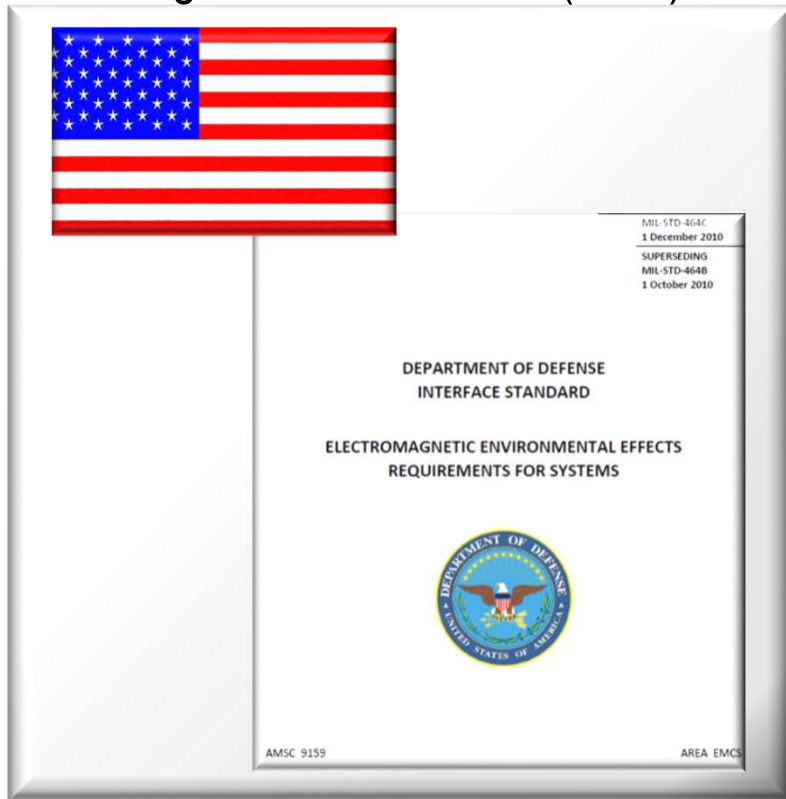 MIL-STD-464C
1 December 2010
SUPERSEDING
MIL-STD-464B
1 October 2010
DEPARTMENT OF DEFENSE
INTERFACE STANDARD
ELECTROMAGNETIC ENVIRONMENTAL EFFECTS
REQUIREMENTS FOR SYSTEMS
DEPARTMENT OF DEFENSE
UNITED STATES OF AMERICA
AMSC 9159
AREA EMCS